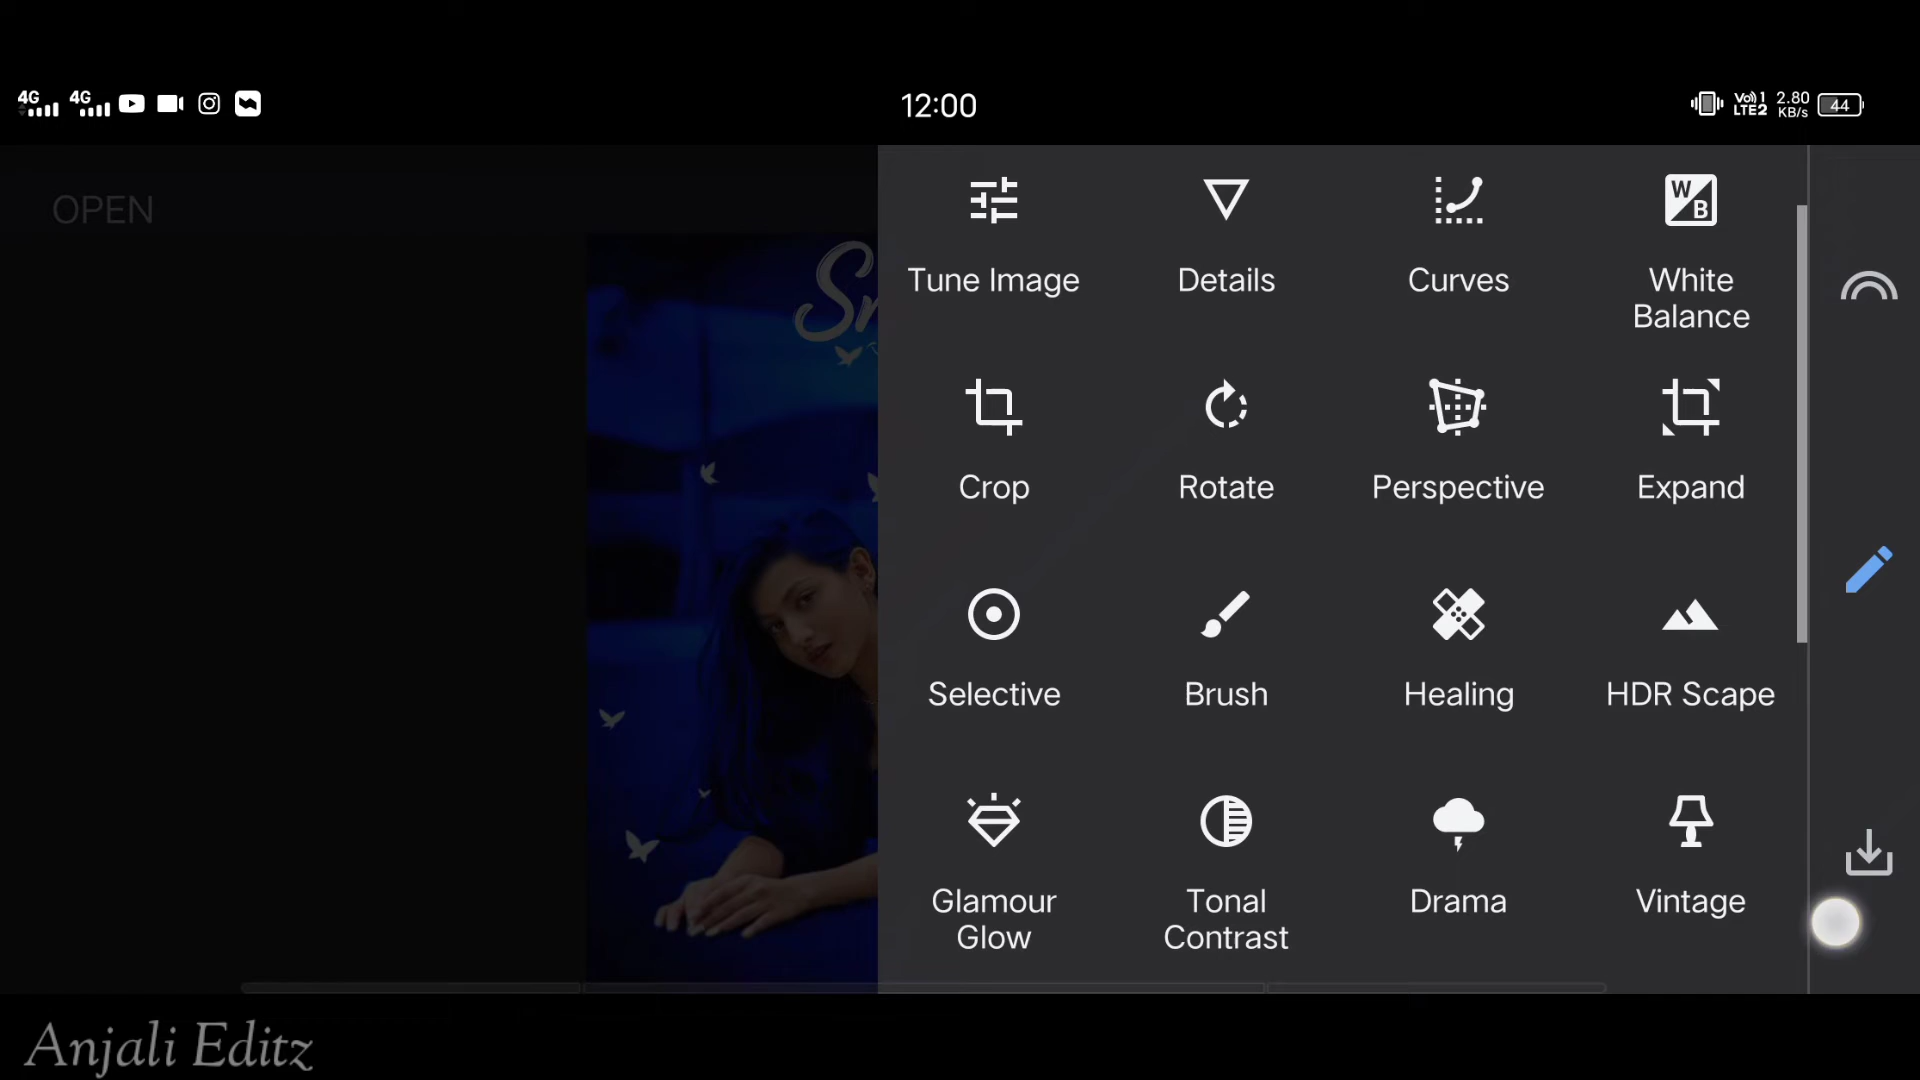 4G 4G 12:00 Vo) 1 LTE2 2.80 KB/s 44
OPEN
Tune Image Details Curves White Balance
W B
Crop Rotate Perspective Expand
Selective Brush Healing HDR Scape
Glamour Glow Tonal Contrast Drama Vintage
Anjali Editz